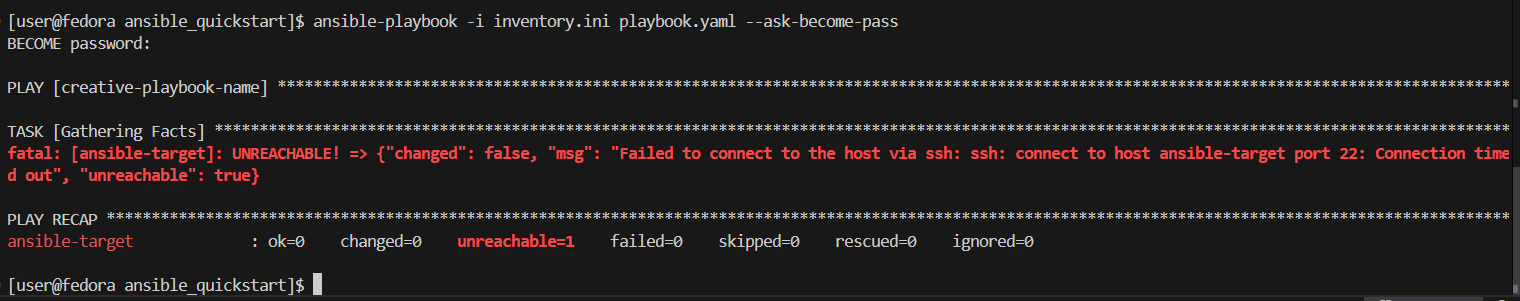 [user@fedora ansible_quickstart]$ ansible-playbook -i inventory.ini playbook.yaml --ask-become-pass
BECOME password:
PLAY [creative-playbook-name] *****************************************************************************************************************************************
TASK [Gathering Facts] ************************************************************************************************************************************************
fatal: [ansible-target]: UNREACHABLE! => {"changed": false, "msg": "Failed to connect to the host via ssh: ssh: connect to host ansible-target port 22: Connection time
d out", "unreachable": true}
PLAY RECAP ************************************************************************************************************************************************************
ansible-target             : ok=0    changed=0    unreachable=1    failed=0    skipped=0    rescued=0    ignored=0
[user@fedora ansible_quickstart]$